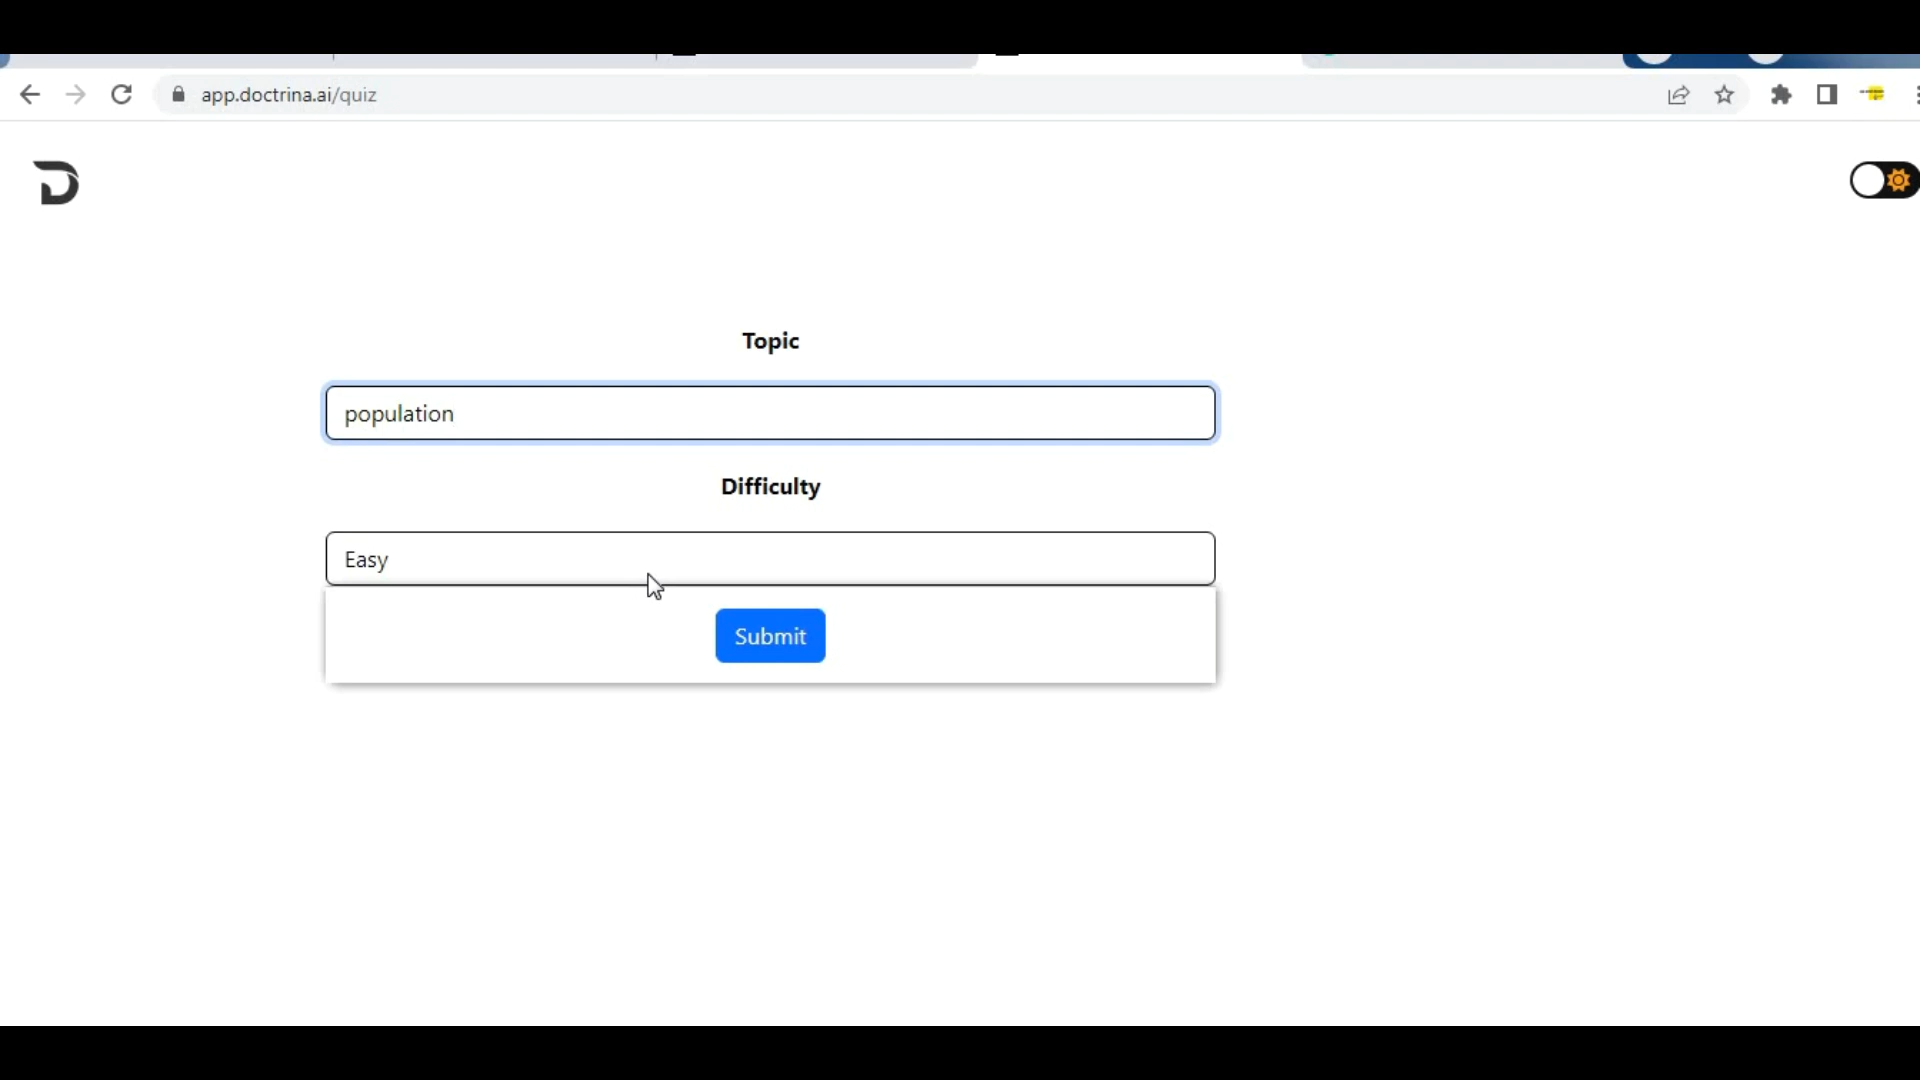 app.doctrina.ai/quiz
Topic
population
Difficulty
Easy
Submit